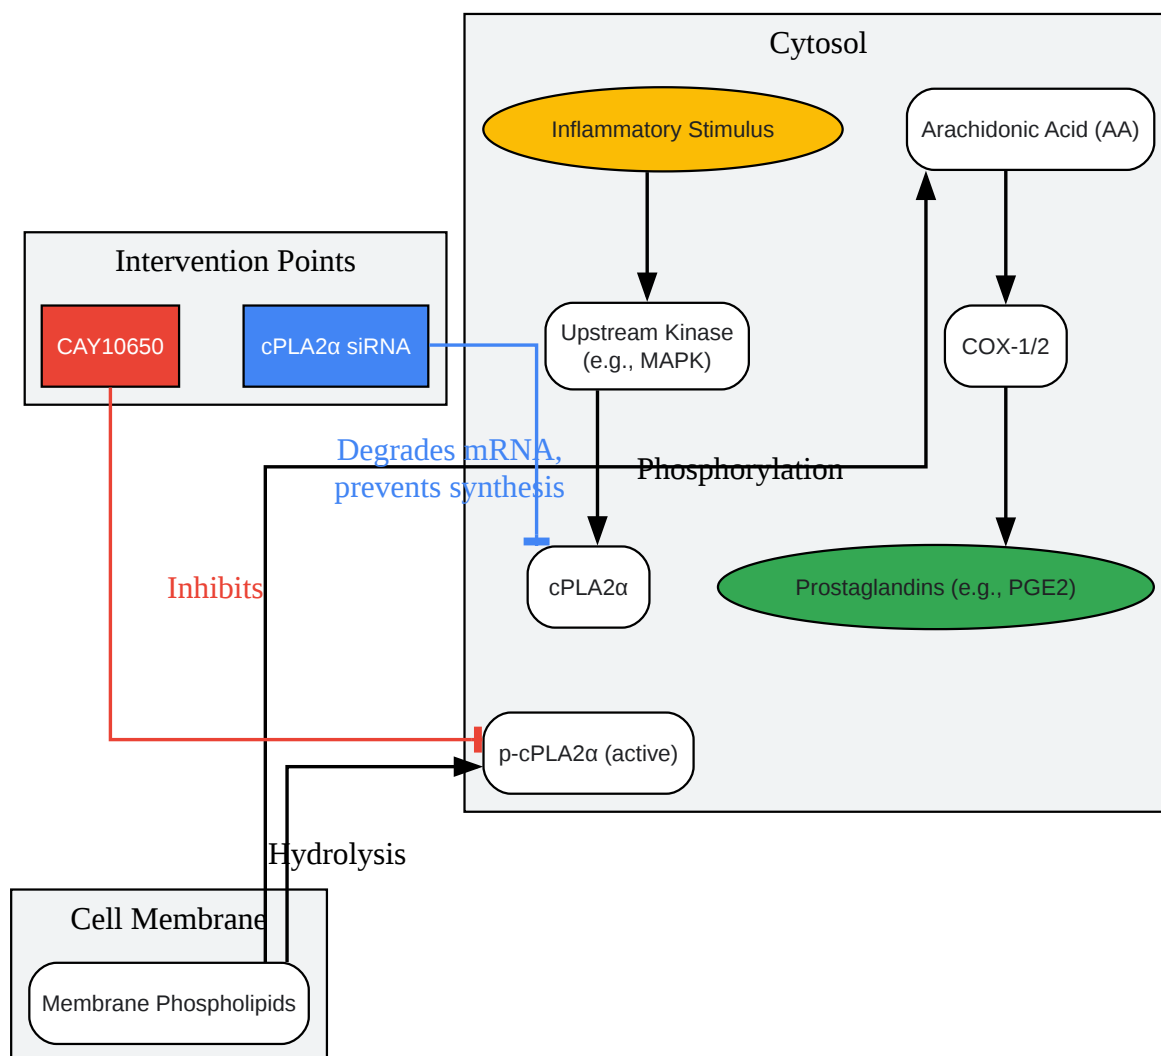 Cytosol
Inflammatory Stimulus
Arachidonic Acid (AA)
Intervention Points
CAY10650
cPLA2α siRNA
Upstream Kinase
(e.g., MAPK)
COX-1/2
Degrades mRNA,
prevents synthesis
Phosphorylation
Inhibits
cPLA2α
Prostaglandins (e.g., PGE2)
p-cPLA2α (active)
Hydrolysis
Cell Membrane
Membrane Phospholipids